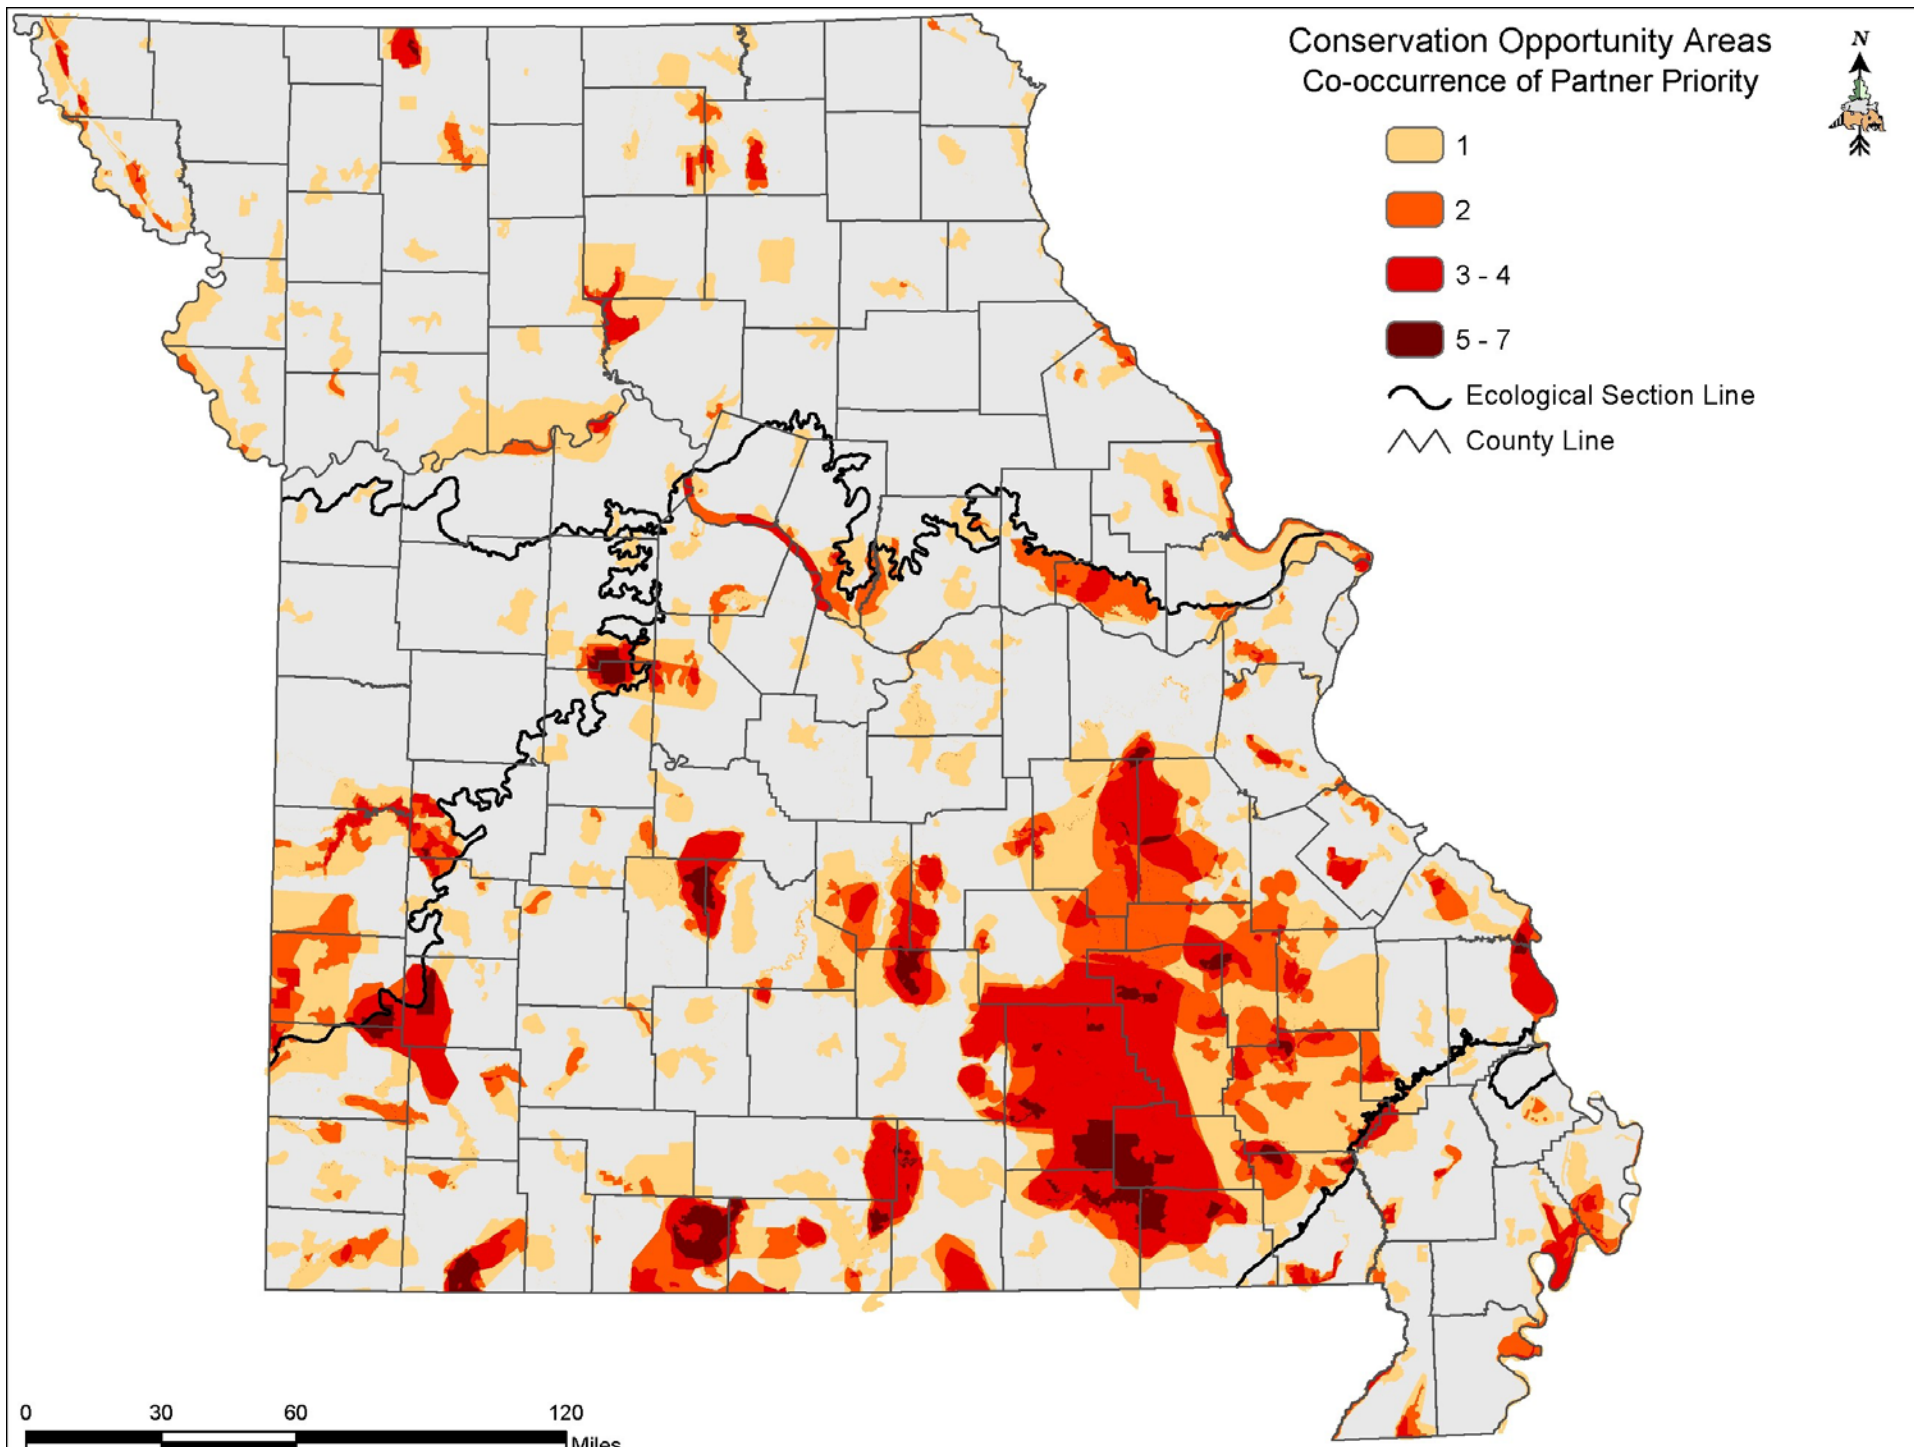 Conservation Opportunity Areas
Co-occurrence of Partner Priority
N
1
2
3 - 4
5 - 7
Ecological Section Line
County Line
0 30 60 120
Miles